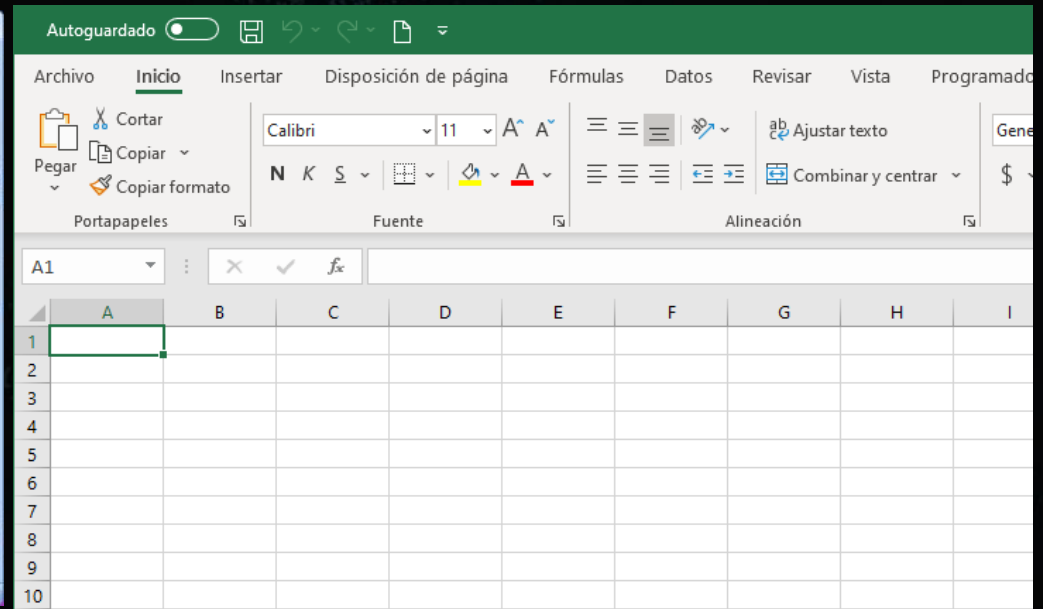 Autoguardado
Archivo Inicio Insertar Disposición de página Fórmulas Datos Revisar Vista Programado
Pegar
Cortar
Copiar
Copiar formato
Portapapeles
Calibri 11 A A
N K S A
Fuente
ab Ajustar texto
Combinar y centrar
Alineación
Gene
$
A1 fx
A B C D E F G H I
1
2
3
4
5
6
7
8
9
10